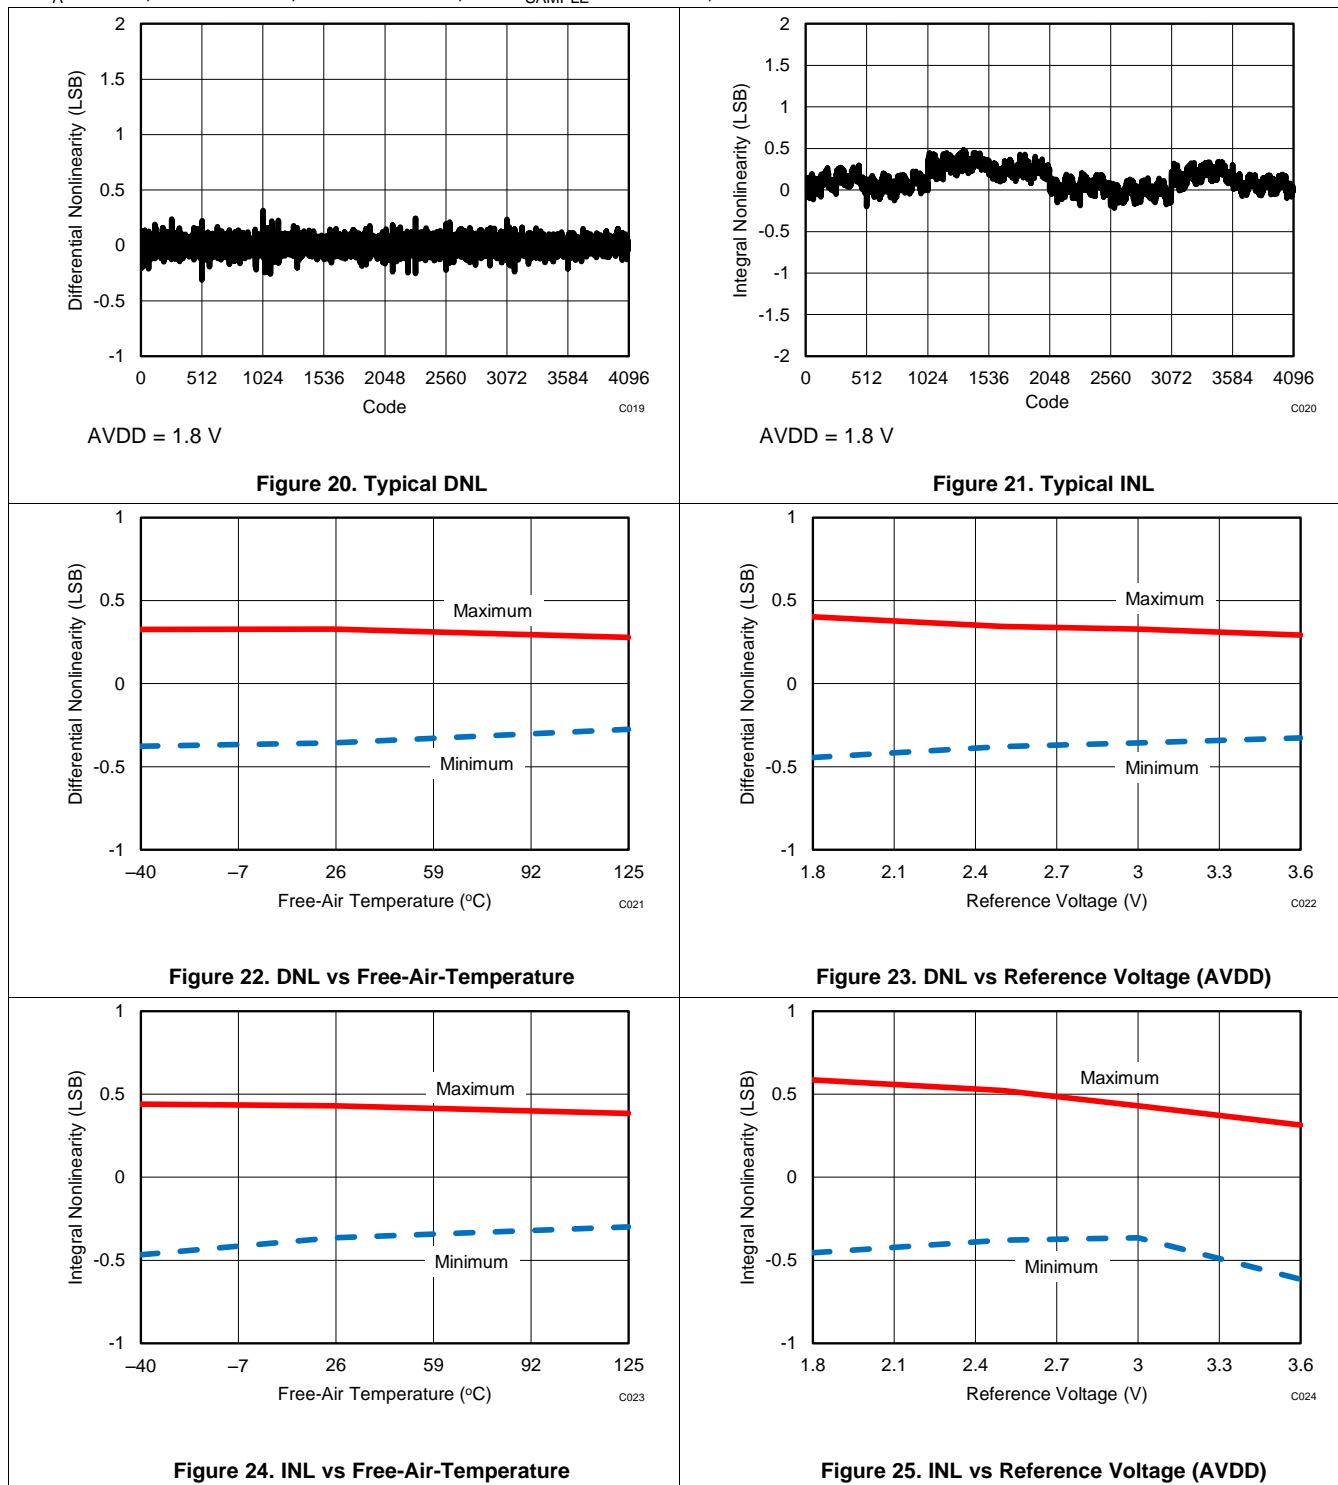 A
SAMPLE
2
1.5
1
0.5
0
-0.5
-1
Differential Nonlinearity (LSB)
0 512 1024 1536 2048 2560 3072 3584 4096
Code
C019
AVDD = 1.8 V
Figure 20. Typical DNL
2
1.5
1
0.5
0
-0.5
-1
-1.5
-2
Integral Nonlinearity (LSB)
0 512 1024 1536 2048 2560 3072 3584 4096
Code
C020
AVDD = 1.8 V
Figure 21. Typical INL
1
0.5
0
-0.5
-1
Differential Nonlinearity (LSB)
Maximum
Minimum
–40 –7 26 59 92 125
Free-Air Temperature (oC)
C021
Figure 22. DNL vs Free-Air-Temperature
1
0.5
0
-0.5
-1
Differential Nonlinearity (LSB)
Maximum
Minimum
1.8 2.1 2.4 2.7 3 3.3 3.6
Reference Voltage (V)
C022
Figure 23. DNL vs Reference Voltage (AVDD)
1
0.5
0
-0.5
-1
Integral Nonlinearity (LSB)
Maximum
Minimum
–40 –7 26 59 92 125
Free-Air Temperature (oC)
C023
Figure 24. INL vs Free-Air-Temperature
1
0.5
0
-0.5
-1
Integral Nonlinearity (LSB)
Maximum
Minimum
1.8 2.1 2.4 2.7 3 3.3 3.6
Reference Voltage (V)
C024
Figure 25. INL vs Reference Voltage (AVDD)